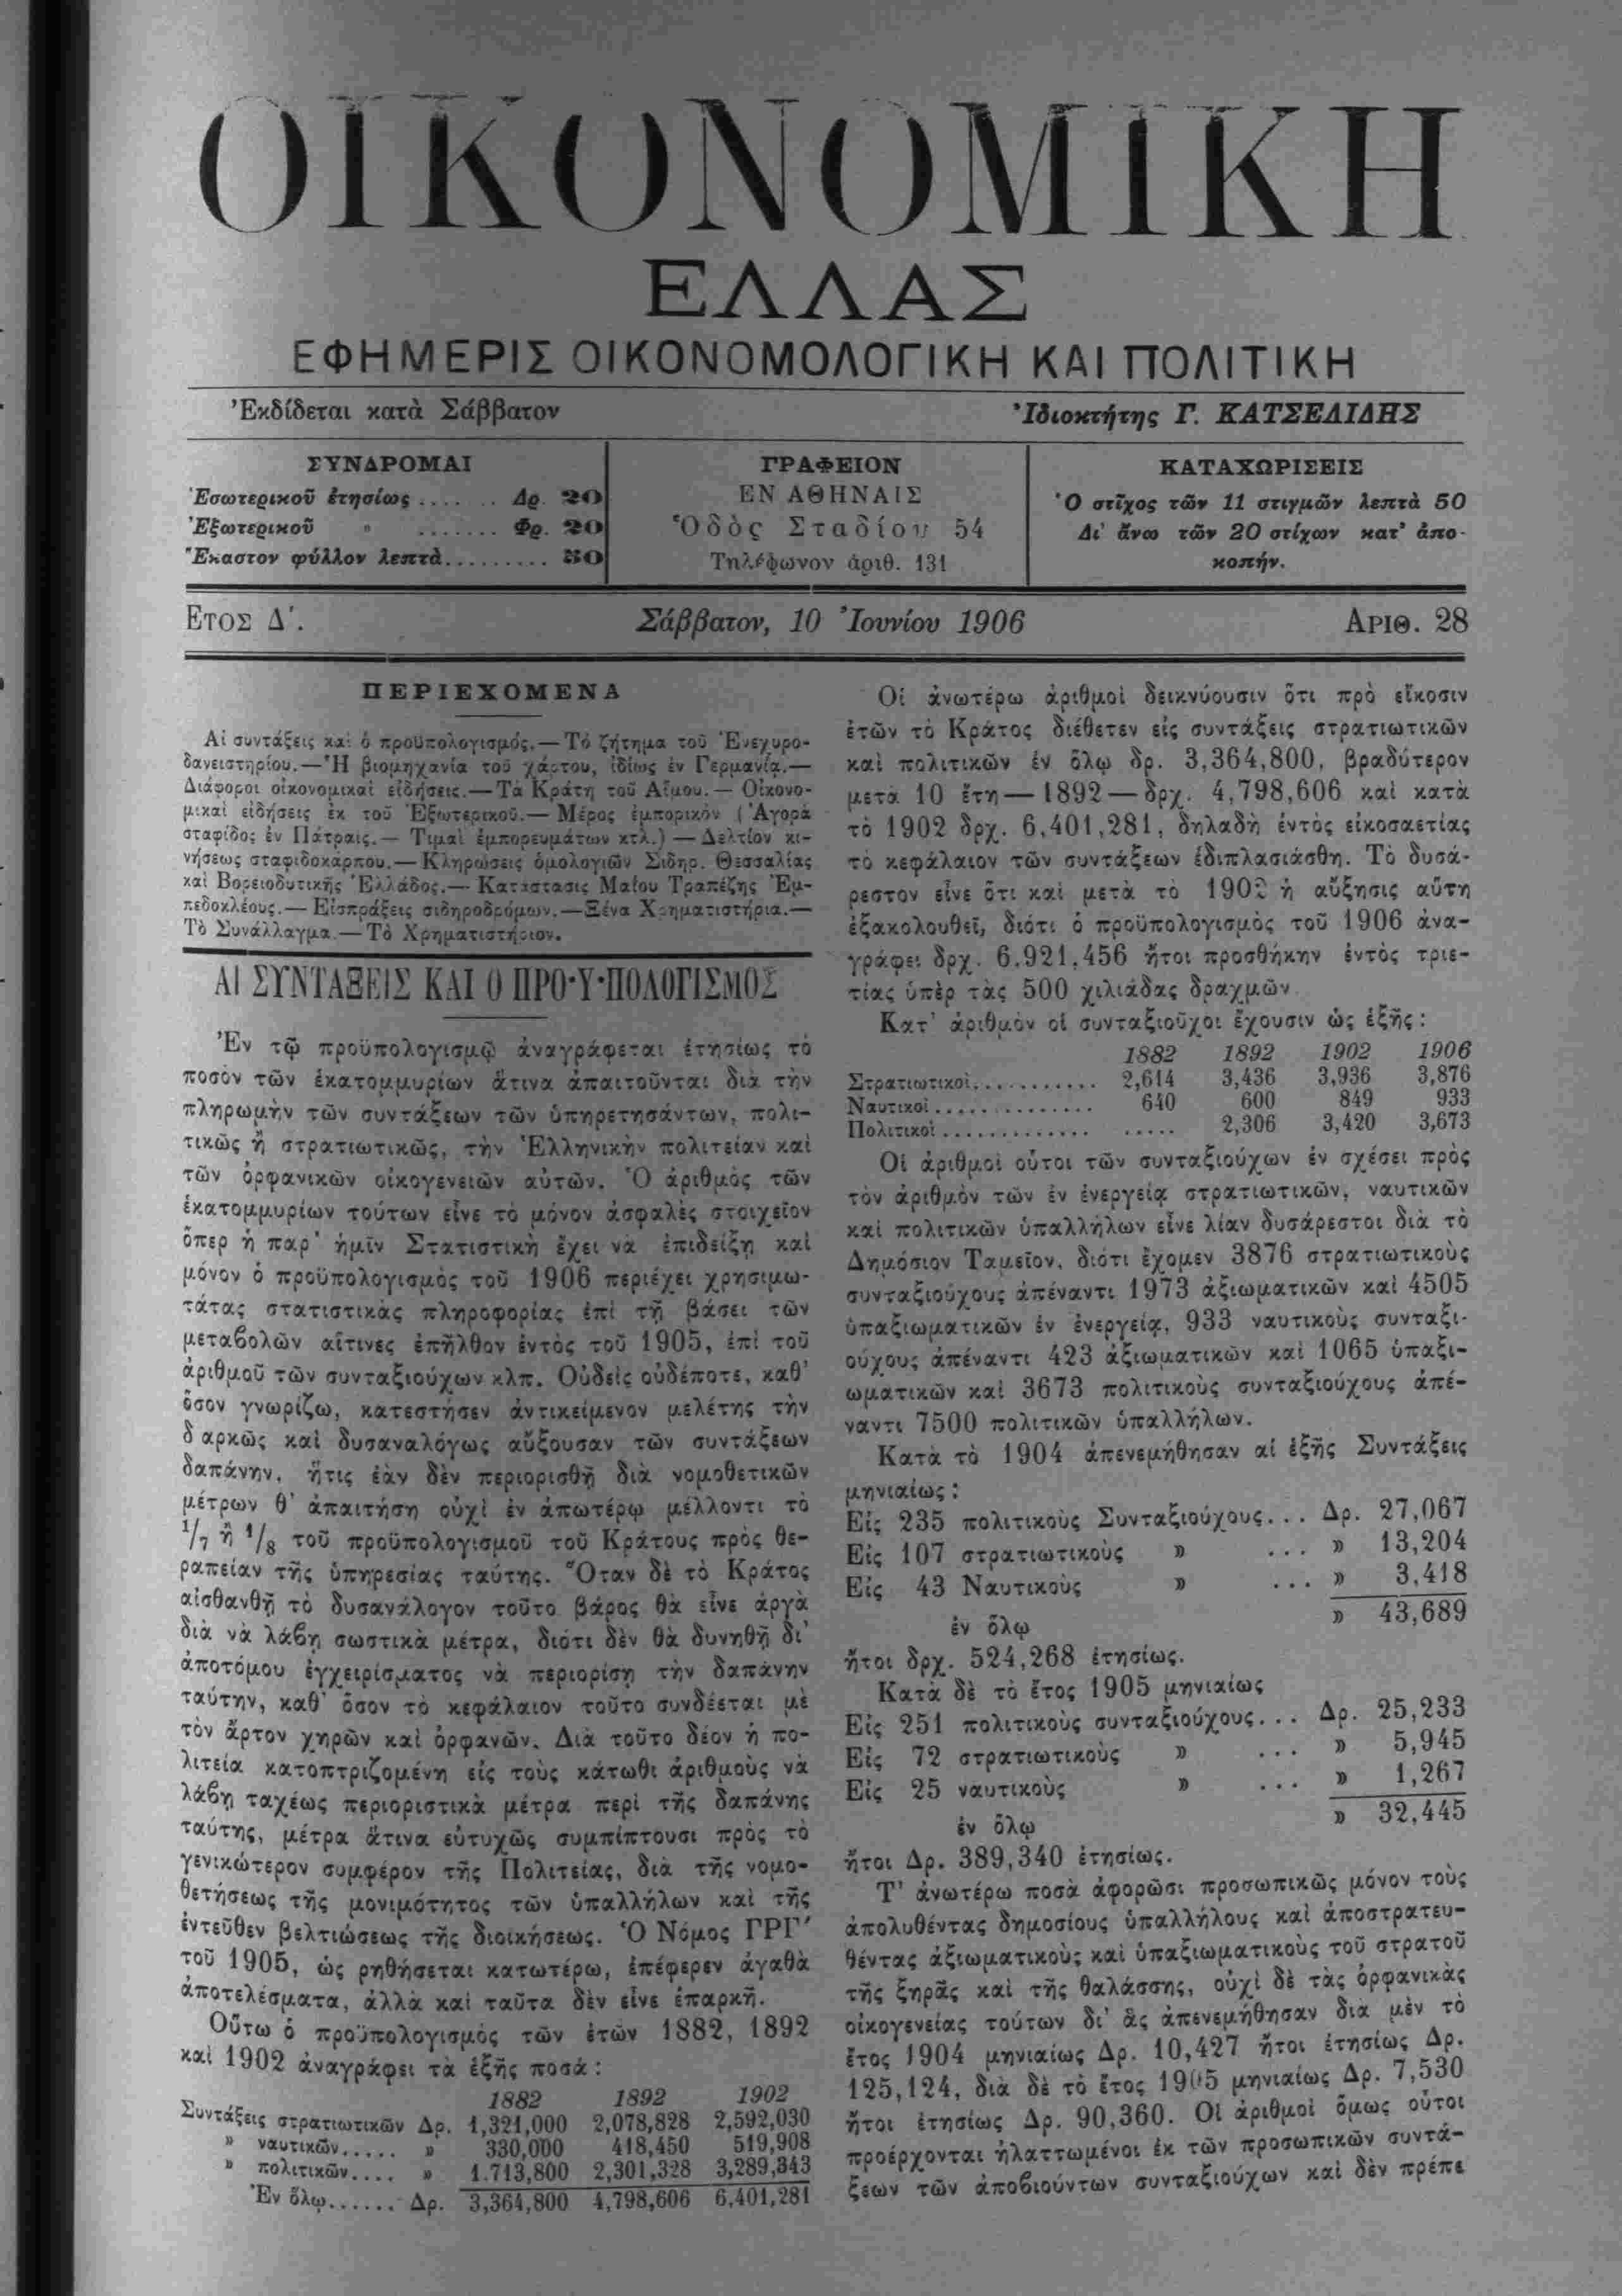 ΟΙΚΟΝΟΜΙΚΗ
ΕΛΛΑΣ
ΕΦΗΜΕΡΙΣ ΟΙΚΟΝΟΜΟΛΟΓΙΚΗ ΚΑΙ ΠΟΛΙΤΙΚΗ
Ἐκδίδεται κατὰ Σάββατον
Ἰδιοκτήτης Γ. ΚΑΤΣΕΛΙΔΗΣ
ΣΥΝΔΡΟΜΑΙ
Ἐσωτερικοῦ ἐτησίως ....... Δρ. 20
Ἐξωτερικοῦ » ....... Φρ. 20
Ἕκαστον φύλλον λεπτὰ......... 50
ΓΡΑΦΕΙΟΝ
ΕΝ ΑΘΗΝΑΙΣ
Ὁδὸς Σταδίου 54
Τηλέφωνον ἀριθ. 131
ΚΑΤΑΧΩΡΙΣΕΙΣ
Ὁ στῖχος τῶν 11 στιγμῶν λεπτὰ 50
Δι' ἄνω τῶν 20 στίχων κατ' ἀπο-
κοπήν.
ΕΤΟΣ Δ'.
Σάββατον, 10 Ἰουνίου 1906
ΑΡΙΘ. 28
ΠΕΡΙΕΧΟΜΕΝΑ
Αἱ συντάξεις καὶ ὁ προϋπολογισμός.— Τὸ ζήτημα τοῦ Ἐνεχυρο-
δανειστηρίου.—Ἡ βιομηχανία τοῦ χάρτου, ἰδίως ἐν Γερμανίᾳ.—
Διάφοροι οἰκονομικαὶ εἰδήσεις.—Τὰ Κράτη τοῦ Αἵμου.— Οἰκονο-
μικαὶ εἰδήσεις ἐκ τοῦ Ἐξωτερικοῦ.— Μέρος ἐμπορικόν (Ἀγορὰ
σταφίδος ἐν Πάτραις.— Τιμαὶ ἐμπορευμάτων κτλ.) — Δελτίον κι-
νήσεως σταφιδοκάρπου.— Κληρώσεις ὁμολογιῶν Σιδηρ. Θεσσαλίας
καὶ Βορειοδυτικῆς Ἑλλάδος.— Κατάστασις Μαΐου Τραπέζης Ἐμ-
πεδοκλέους.— Εἰσπράξεις σιδηροδρόμων.—Ξένα Χρηματιστήρια.—
Τὸ Συνάλλαγμα.—Τὸ Χρηματιστήριον.
ΑΙ ΣΥΝΤΑΞΕΙΣ ΚΑΙ Ο ΠΡΟ·Υ·ΠΟΛΟΓΙΣΜΟΣ
Ἐν τῷ προϋπολογισμῷ ἀναγράφεται ἐτησίως τὸ
ποσὸν τῶν ἑκατομμυρίων ἅτινα ἀπαιτοῦνται διὰ τὴν
πληρωμὴν τῶν συντάξεων τῶν ὑπηρετησάντων, πολι-
τικῶς ἢ στρατιωτικῶς, τὴν Ἑλληνικὴν πολιτείαν καὶ
τῶν ὀρφανικῶν οἰκογενειῶν αὐτῶν. Ὁ ἀριθμὸς τῶν
ἑκατομμυρίων τούτων εἶνε τὸ μόνον ἀσφαλὲς στοιχεῖον
ὅπερ ἡ παρ' ἡμῖν Στατιστικὴ ἔχει νὰ ἐπιδείξῃ καὶ
μόνον ὁ προϋπολογισμὸς τοῦ 1906 περιέχει χρησιμω-
τάτας στατιστικὰς πληροφορίας ἐπὶ τῇ βάσει τῶν
μεταβολῶν αἵτινες ἐπῆλθον ἐντὸς τοῦ 1905, ἐπὶ τοῦ
ἀριθμοῦ τῶν συνταξιούχων κλπ. Οὐδεὶς οὐδέποτε, καθ'
ὅσον γνωρίζω, κατεστησεν ἀντικείμενον μελέτης τὴν
δ αρκῶς καὶ δυσαναλόγως αὔξουσαν τῶν συντάξεων
δαπάνην, ἥτις ἐὰν δὲν περιορισθῇ διὰ νομοθετικῶν
μέτρων θ' ἀπαιτήσῃ οὐχὶ ἐν ἀπωτέρῳ μέλλοντι τὸ
1/7 ἢ 1/8 τοῦ προϋπολογισμοῦ τοῦ Κράτους πρὸς θε-
ραπείαν τῆς ὑπηρεσίας ταύτης. Ὅταν δὲ τὸ Κράτος
αἰσθανθῇ τὸ δυσανάλογον τοῦτο βάρος θὰ εἶνε ἀργὰ
διὰ νὰ λάβῃ σωστικὰ μέτρα, διότι δὲν θὰ δυνηθῇ δι'
ἀποτόμου ἐγχειρίσματος νὰ περιορίσῃ τὴν δαπάνην
ταύτην, καθ' ὅσον τὸ κεφάλαιον τοῦτο συνδέεται μὲ
τὸν ἄρτον χηρῶν καὶ ὀρφανῶν. Διὰ τοῦτο δέον ἡ πο-
λιτεία κατοπτριζομένη εἰς τοὺς κάτωθι ἀριθμοὺς νὰ
λάβῃ ταχέως περιοριστικὰ μέτρα περὶ τῆς δαπάνης
ταύτης, μέτρα ἅτινα εὐτυχῶς συμπίπτουσι πρὸς τὸ
γενικώτερον συμφέρον τῆς Πολιτείας, διὰ τῆς νομο-
θετήσεως τῆς μονιμότητος τῶν ὑπαλλήλων καὶ τῆς
ἐντεῦθεν βελτιώσεως τῆς διοικήσεως. Ὁ Νόμος ΓΡΓ'
τοῦ 1905, ὡς ρηθήσεται κατωτέρω, ἐπέφερεν ἀγαθὰ
ἀποτελέσματα, ἀλλὰ καὶ ταῦτα δὲν εἶνε ἐπαρκῆ.
Οὕτω ὁ προϋπολογισμὸς τῶν ἐτῶν 1882, 1892
καὶ 1902 ἀναγράφει τὰ ἑξῆς ποσά:
1882 1892 1902
Συντάξεις στρατιωτικῶν Δρ. 1,321,000 2,078,828 2,592,030
» ναυτικῶν..... » 330,000 418,450 519,908
» πολιτικῶν.... » 1.713,800 2,301,328 3,289,343
Ἐν ὅλῳ...... Δρ. 3,364,800 4,798,606 6,401,281
Οἱ ἀνωτέρω ἀριθμοὶ δεικνύουσιν ὅτι πρὸ εἴκοσιν
ἐτῶν τὸ Κράτος διέθετεν εἰς συντάξεις στρατιωτικῶν
καὶ πολιτικῶν ἐν ὅλῳ δρ. 3,364,800, βραδύτερον
μετὰ 10 ἔτη—1892—δρχ. 4,798,606 καὶ κατὰ
τὸ 1902 δρχ. 6,401,281, δηλαδὴ ἐντὸς εἰκοσαετίας
τὸ κεφάλαιον τῶν συντάξεων ἐδιπλασιάσθη. Τὸ δυσά-
ρεστον εἶνε ὅτι καὶ μετὰ τὸ 1902 ἡ αὔξησις αὕτη
ἐξακολουθεῖ, διότι ὁ προϋπολογισμὸς τοῦ 1906 ἀνα-
γράφει δρχ. 6.921,456 ἤτοι προσθήκην ἐντὸς τριε-
τίας ὑπὲρ τὰς 500 χιλιάδας δραχμῶν.
Κατ' ἀριθμὸν οἱ συνταξιοῦχοι ἔχουσιν ὡς ἑξῆς:
1882 1892 1902 1906
Στρατιωτικοί............ 2,614 3,436 3,936 3,876
Ναυτικοί .............. 640 600 849 933
Πολιτικοί ............. ..... 2,306 3,420 3,673
Οἱ ἀριθμοὶ οὗτοι τῶν συνταξιούχων ἐν σχέσει πρὸς
τὸν ἀριθμὸν τῶν ἐν ἐνεργείᾳ στρατιωτικῶν, ναυτικῶν
καὶ πολιτικῶν ὑπαλλήλων εἶνε λίαν δυσάρεστοι διὰ τὸ
Δημόσιον Ταμεῖον, διότι ἔχομεν 3876 στρατιωτικοὺς
συνταξιούχους ἀπέναντι 1973 ἀξιωματικῶν καὶ 4505
ὑπαξιωματικῶν ἐν ἐνεργείᾳ, 933 ναυτικοὺς συνταξι-
ούχους ἀπέναντι 423 ἀξιωματικῶν καὶ 1065 ὑπαξι-
ωματικῶν καὶ 3673 πολιτικοὺς συνταξιούχους ἀπέ-
ναντι 7500 πολιτικῶν ὑπαλλήλων.
Κατὰ τὸ 1904 ἀπενεμήθησαν αἱ ἑξῆς Συντάξεις
μηνιαίως:
Εἰς 235 πολιτικοὺς Συνταξιούχους... Δρ. 27,067
Εἰς 107 στρατιωτικοὺς » ... » 13,204
Εἰς 43 Ναυτικοὺς » ... » 3,418
ἐν ὅλῳ » 43,689
ἤτοι δρχ. 524,268 ἐτησίως.
Κατὰ δὲ τὸ ἔτος 1905 μηνιαίως
Εἰς 251 πολιτικοὺς συνταξιούχους... Δρ. 25,233
Εἰς 72 στρατιωτικοὺς » ... » 5,945
Εἰς 25 ναυτικοὺς » ... » 1,267
ἐν ὅλῳ » 32,445
ἤτοι Δρ. 389,340 ἐτησίως.
Τ' ἀνωτέρω ποσὰ ἀφορῶσι προσωπικῶς μόνον τοὺς
ἀπολυθέντας δημοσίους ὑπαλλήλους καὶ ἀποστρατευ-
θέντας ἀξιωματικοὺς καὶ ὑπαξιωματικοὺς τοῦ στρατοῦ
τῆς ξηρᾶς καὶ τῆς θαλάσσης, οὐχὶ δὲ τὰς ὀρφανικὰς
οἰκογενείας τούτων δι' ἃς ἀπενεμήθησαν δια μὲν τὸ
ἔτος 1904 μηνιαίως Δρ. 10,427 ἤτοι ἐτησίως Δρ.
125,124, διὰ δὲ τὸ ἔτος 1905 μηνιαίως Δρ. 7,530
ἤτοι ἐτησίως Δρ. 90,360. Οἱ ἀριθμοὶ ὅμως οὗτοι
προέρχονται ἠλαττωμένοι ἐκ τῶν προσωπικῶν συντά-
ξεων τῶν ἀποβιούντων συνταξιούχων καὶ δὲν πρέπε